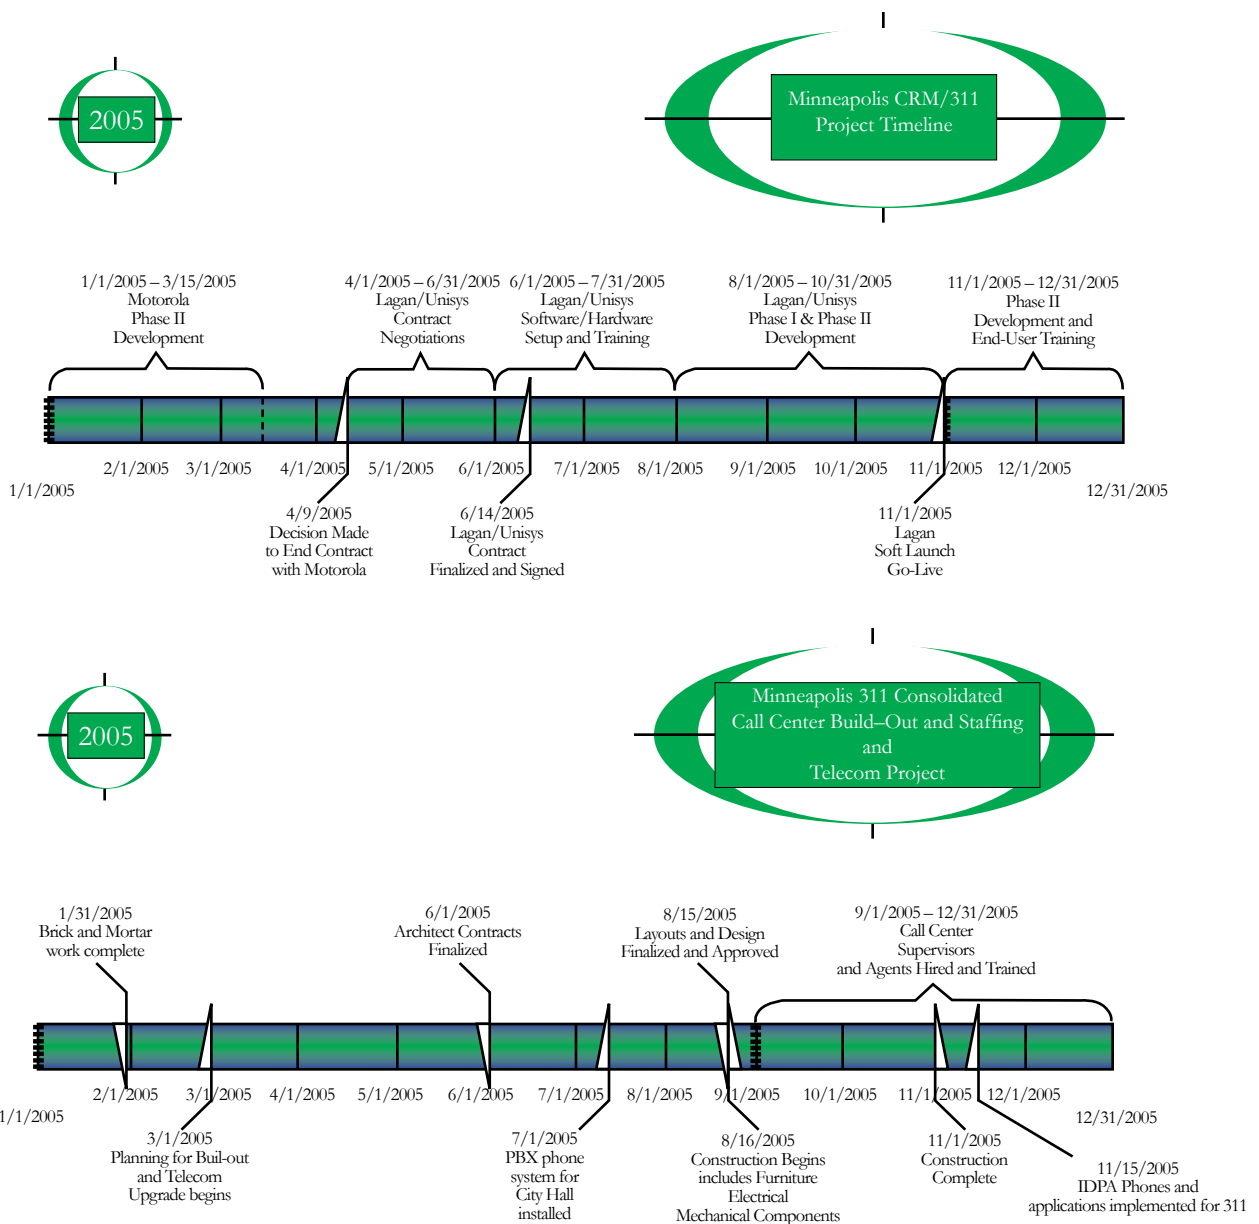 2005
Minneapolis CRM/311
Project Timeline
1/1/2005 – 3/15/2005
Motorola
Phase II
Development
4/1/2005 – 6/31/2005
Lagan/Unisys
Contract
Negotiations
6/1/2005 – 7/31/2005
Lagan/Unisys
Software/Hardware
Setup and Training
8/1/2005 – 10/31/2005
Lagan/Unisys
Phase I & Phase II
Development
11/1/2005 – 12/31/2005
Phase II
Development and
End-User Training
1/1/2005
2/1/2005
3/1/2005
4/1/2005
5/1/2005
6/1/2005
7/1/2005
8/1/2005
9/1/2005
10/1/2005
11/1/2005
12/1/2005
12/31/2005
4/9/2005
Decision Made
to End Contract
with Motorola
6/14/2005
Lagan/Unisys
Contract
Finalized and Signed
11/1/2005
Lagan
Soft Launch
Go-Live
2005
Minneapolis 311 Consolidated
Call Center Build–Out and Staffing
and
Telecom Project
1/31/2005
Brick and Mortar
work complete
6/1/2005
Architect Contracts
Finalized
8/15/2005
Layouts and Design
Finalized and Approved
9/1/2005 – 12/31/2005
Call Center
Supervisors
and Agents Hired and Trained
1/1/2005
2/1/2005
3/1/2005
4/1/2005
5/1/2005
6/1/2005
7/1/2005
8/1/2005
9/1/2005
10/1/2005
11/1/2005
12/1/2005
12/31/2005
3/1/2005
Planning for Buil-out
and Telecom
Upgrade begins
7/1/2005
PBX phone
system for
City Hall
installed
8/16/2005
Construction Begins
includes Furniture
Electrical
Mechanical Components
11/1/2005
Construction
Complete
11/15/2005
IDPA Phones and
applications implemented for 311